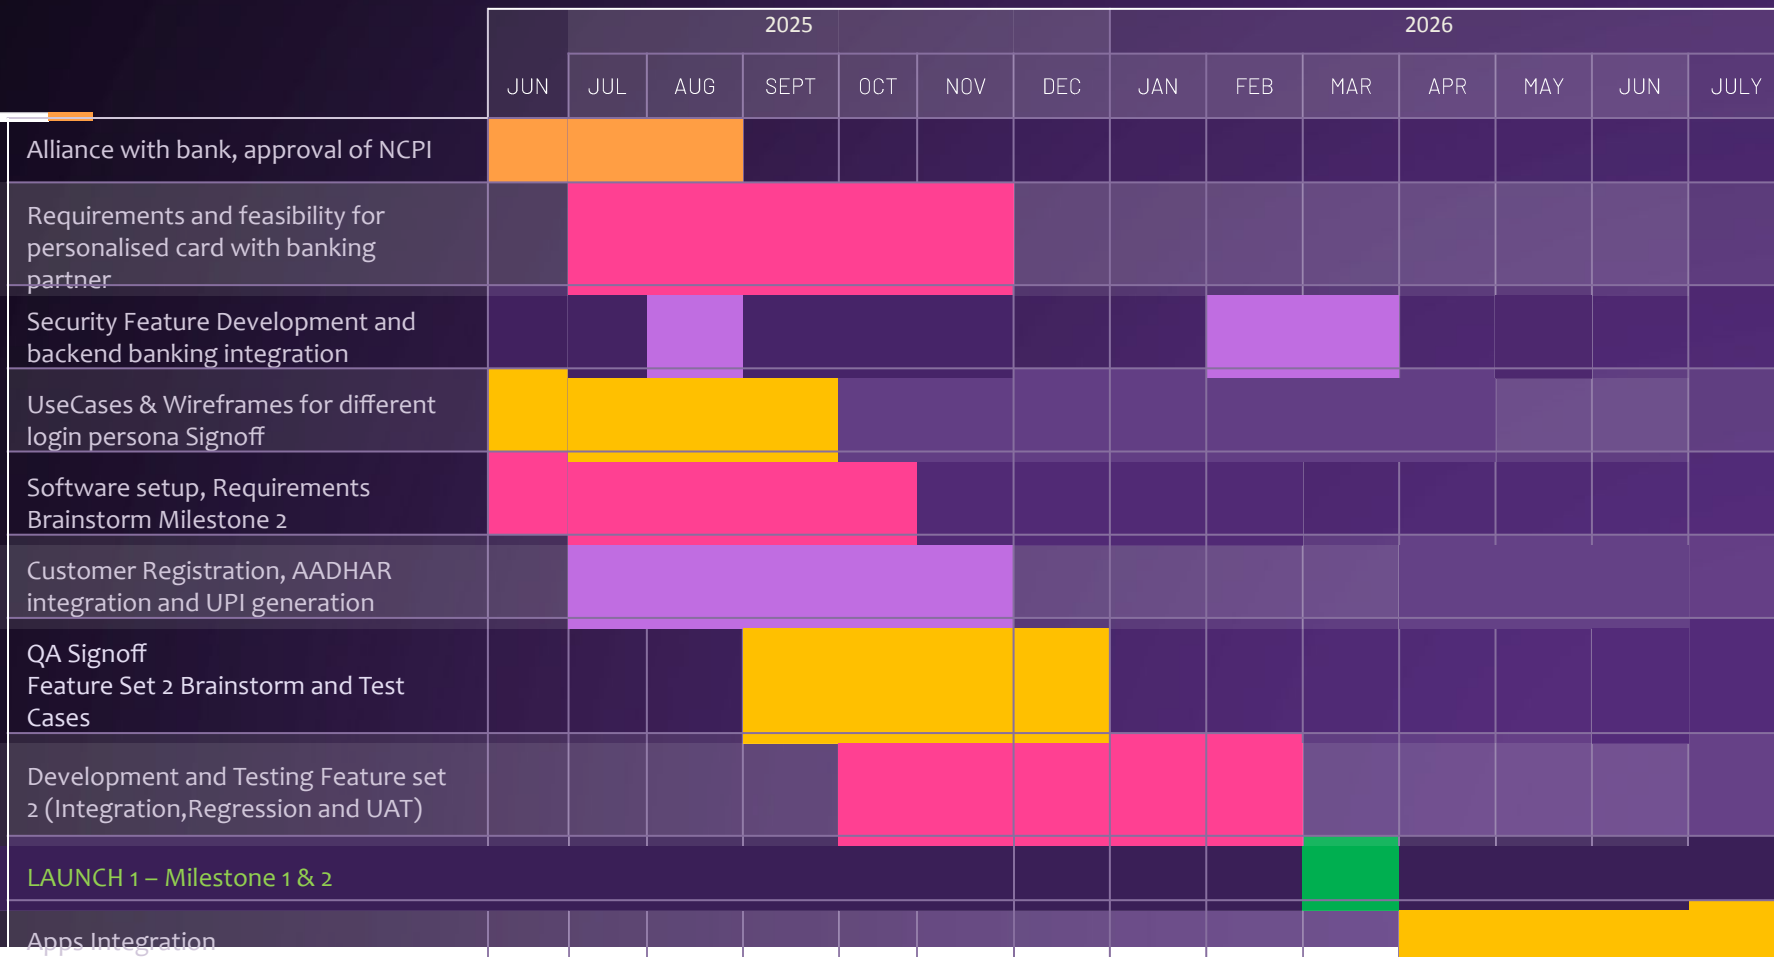 2025 2026
JUN JUL AUG SEPT OCT NOV DEC JAN FEB MAR APR MAY JUN JULY
Alliance with bank, approval of NCPI
Requirements and feasibility for
personalised card with banking
partner
Security Feature Development and
backend banking integration
UseCases & Wireframes for different
login persona Signoff
Software setup, Requirements
Brainstorm Milestone 2
Customer Registration, AADHAR
integration and UPI generation
QA Signoff
Feature Set 2 Brainstorm and Test
Cases
Development and Testing Feature set
2 (Integration,Regression and UAT)
LAUNCH 1 – Milestone 1 & 2
Apps Integration